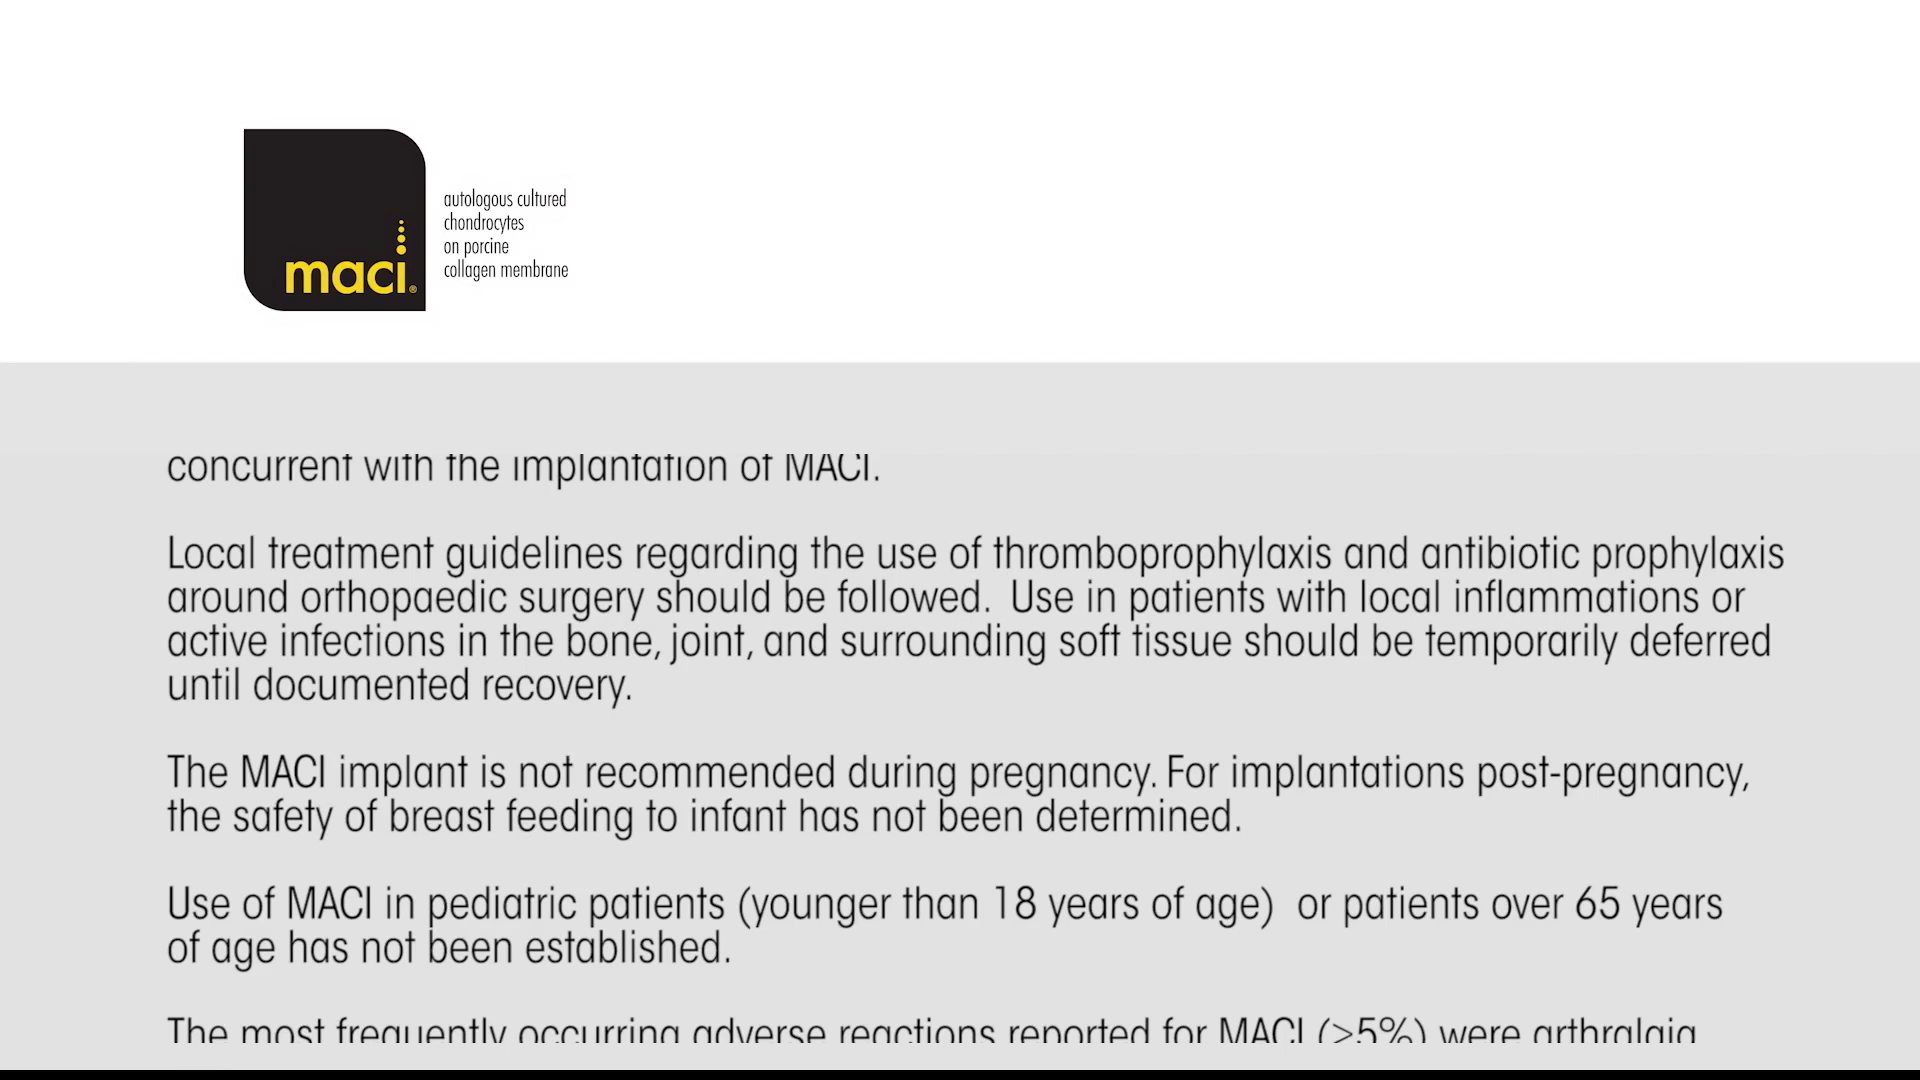 maci®
autologous cultured
chondrocytes
on porcine
collagen membrane
concurrent with the implantation of MACI.
Local treatment guidelines regarding the use of thromboprophylaxis and antibiotic prophylaxis
around orthopaedic surgery should be followed. Use in patients with local inflammations or
active infections in the bone, joint, and surrounding soft tissue should be temporarily deferred
until documented recovery.
The MACI implant is not recommended during pregnancy. For implantations post-pregnancy,
the safety of breast feeding to infant has not been determined.
Use of MACI in pediatric patients (younger than 18 years of age) or patients over 65 years
of age has not been established.
The most frequently occurring adverse reactions reported for MACI (>5%) were arthralgia